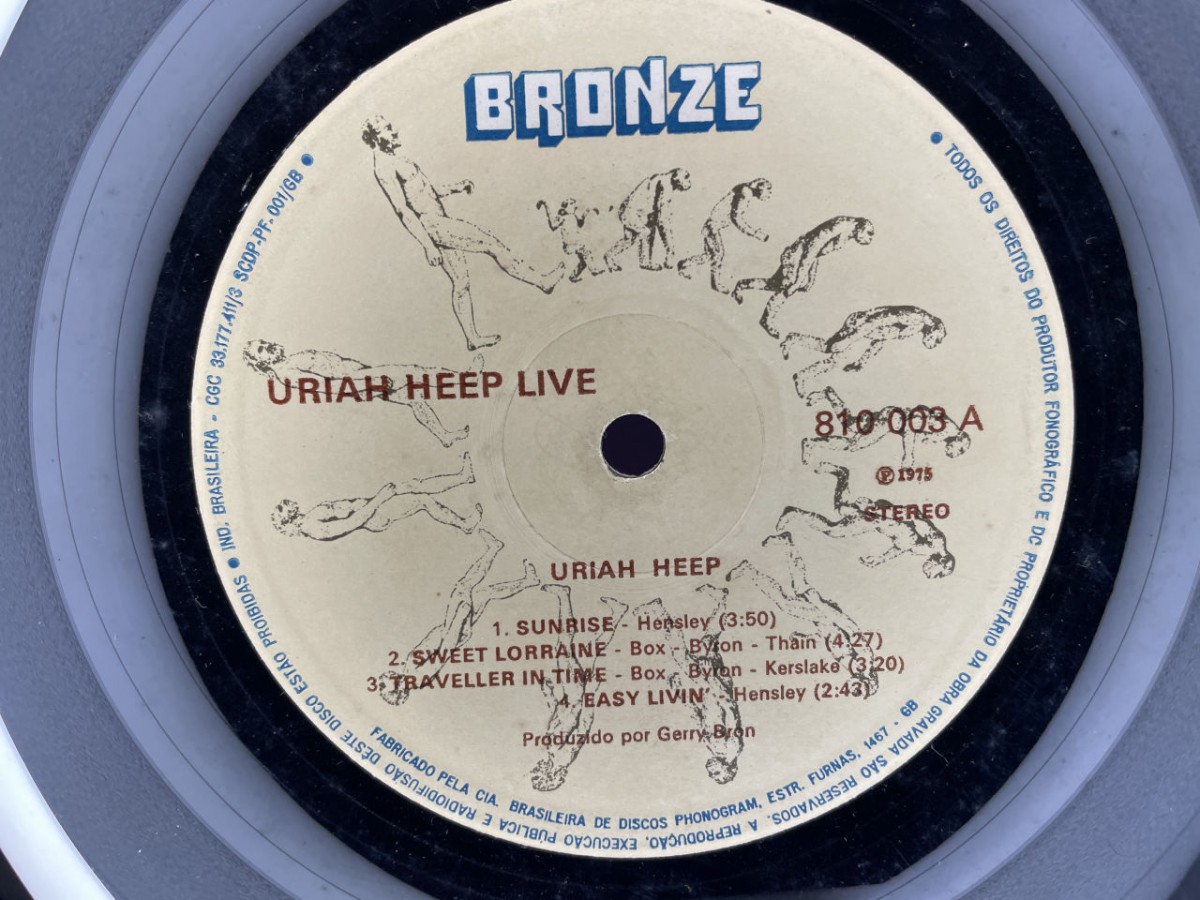 BRONZE
URIAH HEEP LIVE
810 003 A
Ⓟ 1975
STEREO
URIAH HEEP
1. SUNRISE - Hensley (3:50)
2. SWEET LORRAINE - Box - Byron - Thain (4:27)
3. TRAVELLER IN TIME - Box - Byron - Kerslake (3:20)
4. EASY LIVIN' - Hensley (2:43)
Produzido por Gerry Bron
• TODOS OS DIREITOS DO PRODUTOR FONOGRÁFICO E DO PROPRIETÁRIO DA OBRA GRAVADA SÃO RESERVADOS. A REPRODUÇÃO, EXECUÇÃO PÚBLICA E RADIODIFUSÃO DÊSTE DISCO ESTÃO PROIBIDAS • IND. BRASILEIRA - CGC 33.177.411/3 SCDP-PF-001/GB •
FABRICADO PELA CIA. BRASILEIRA DE DISCOS PHONOGRAM, ESTR. FURNAS, 1467 - GB